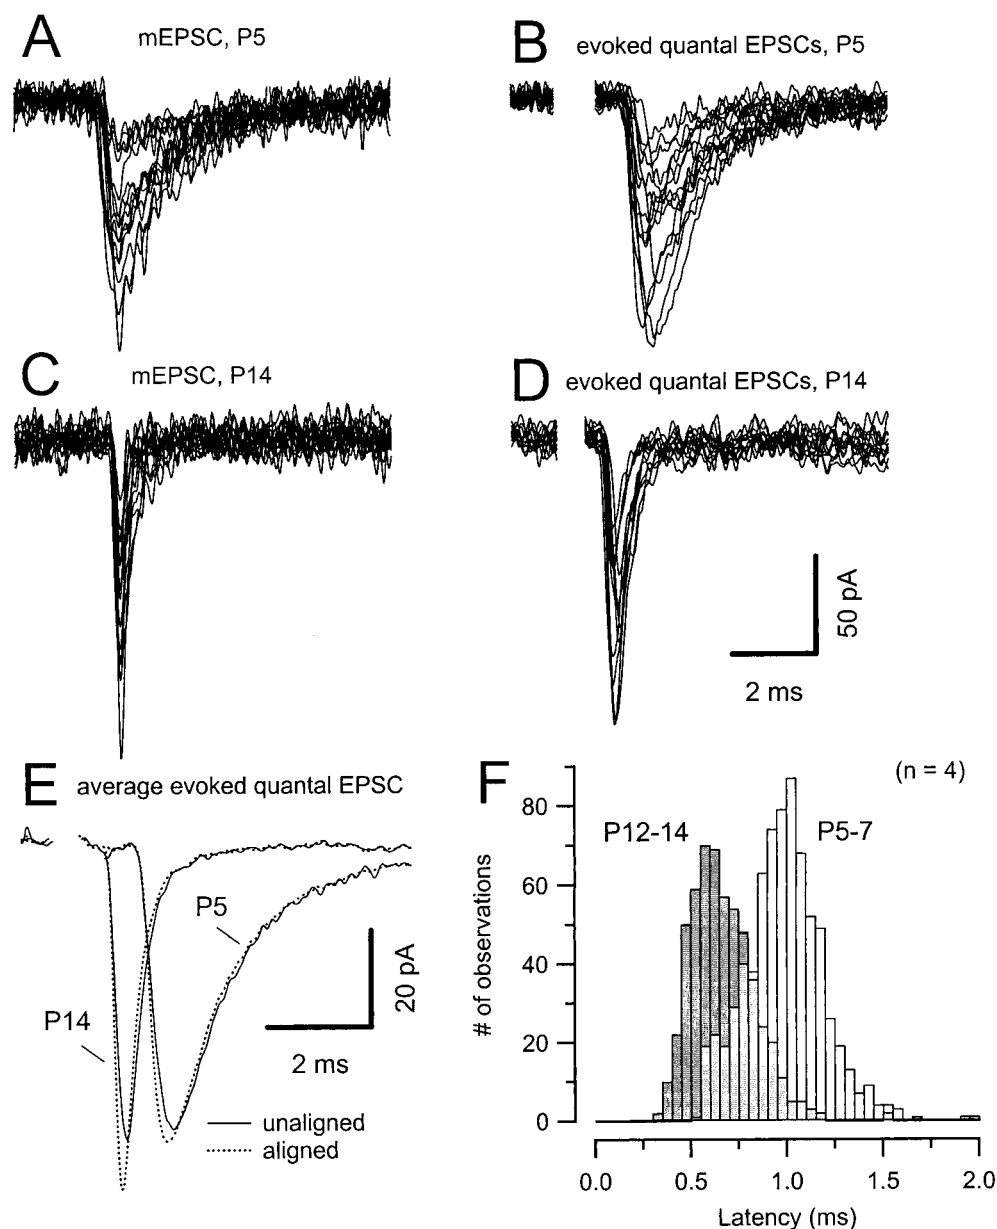 A
mEPSC, P5
B
evoked quantal EPSCs, P5
C
mEPSC, P14
D
evoked quantal EPSCs, P14
50 pA
2 ms
E
average evoked quantal EPSC
P5
P14
20 pA
2 ms
unaligned
aligned
F
(n = 4)
P12-14
P5-7
# of observations
80
60
40
20
0
0.0 0.5 1.0 1.5 2.0
Latency (ms)